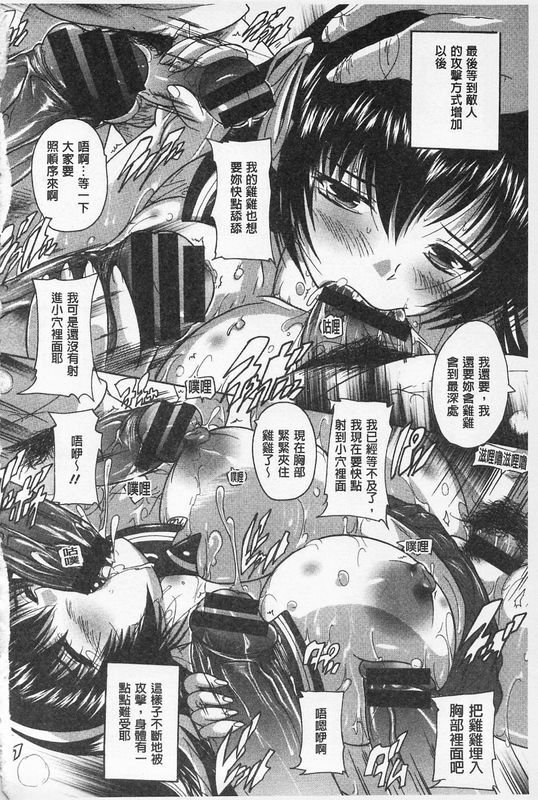 最後等到敵人
的攻擊方式增加
以後
我的雞雞也想
要妳快點舔舔
唔啊…等一下
大家要
照順序來啊
咕哩
我可是還沒有射
進小穴裡面耶
我還要，我
還要妳會雞雞
會到最深處
噗哩
滋哩嚕滋哩嚕
我已經等不及了，
我現在要快點
射到小穴裡面
現在胸部
緊緊夾住
雞雞了～
唔咿～!!
噗哩
噗哩
噗哩
咕噗
把雞雞埋入
胸部裡面吧
唔嗯咿啊
這樣子不斷地被
攻擊，身體有一
點點難受耶